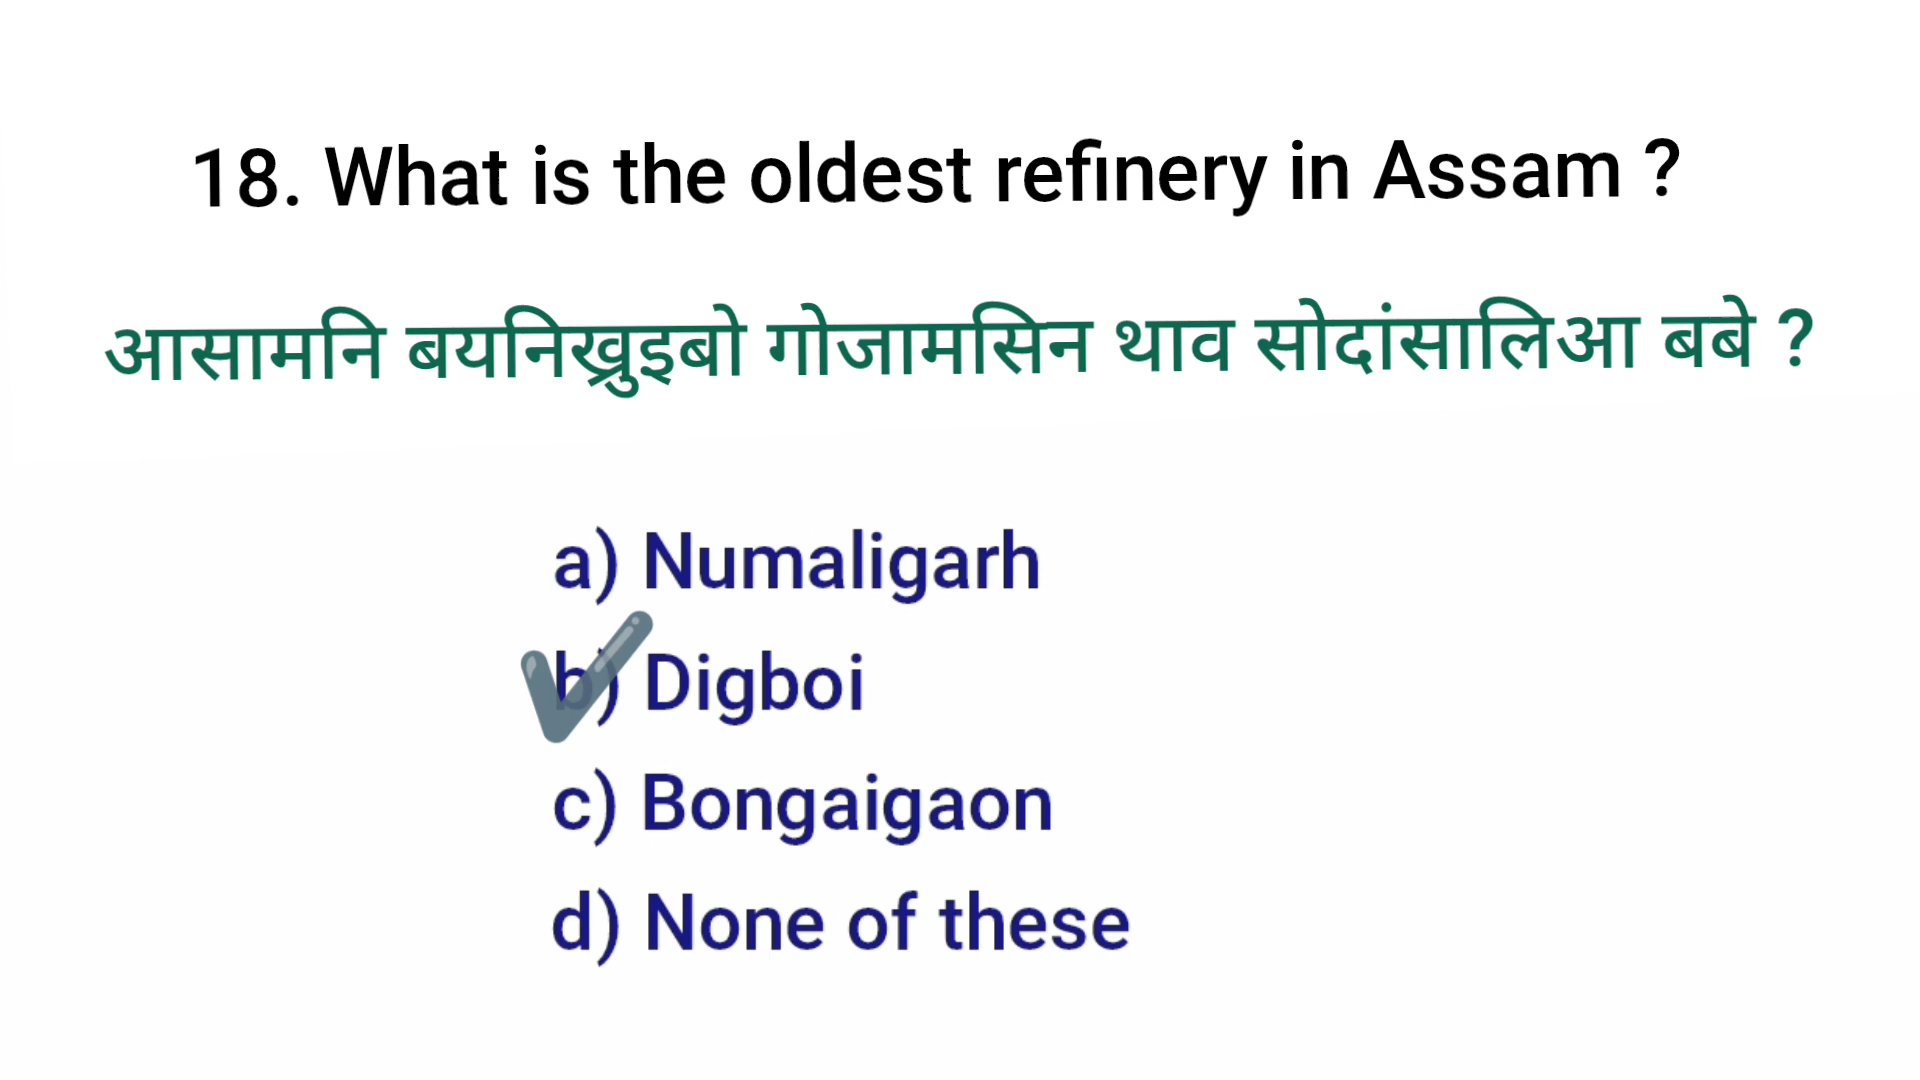 18. What is the oldest refinery in Assam ?
आसामनि बयनिख्रुइबो गोजामसिन थाव सोदांसालिआ बबे ?
a) Numaligarh
b) Digboi
c) Bongaigaon
d) None of these